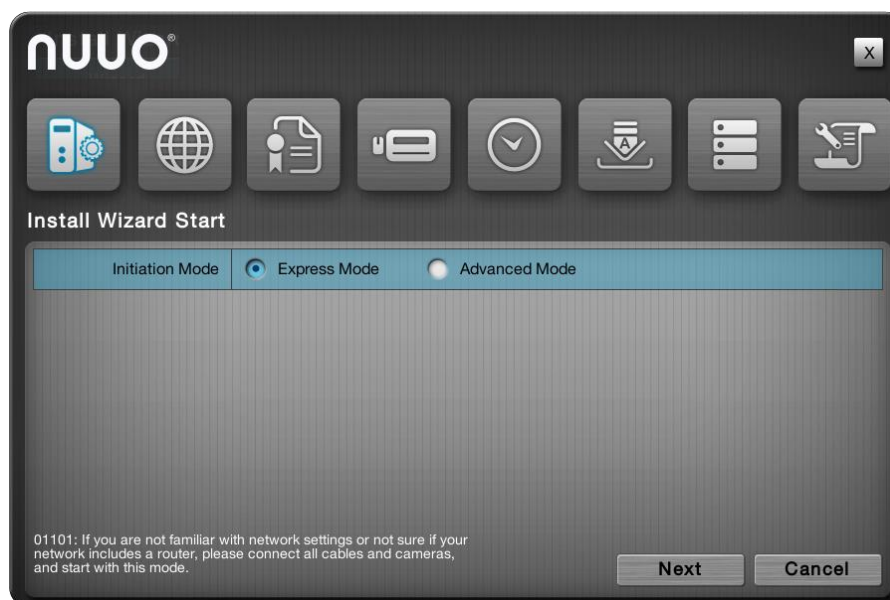 nuuo®
X
A
Install Wizard Start
Initiation Mode Express Mode Advanced Mode
01101: If you are not familiar with network settings or not sure if your
network includes a router, please connect all cables and cameras,
and start with this mode.
Next Cancel